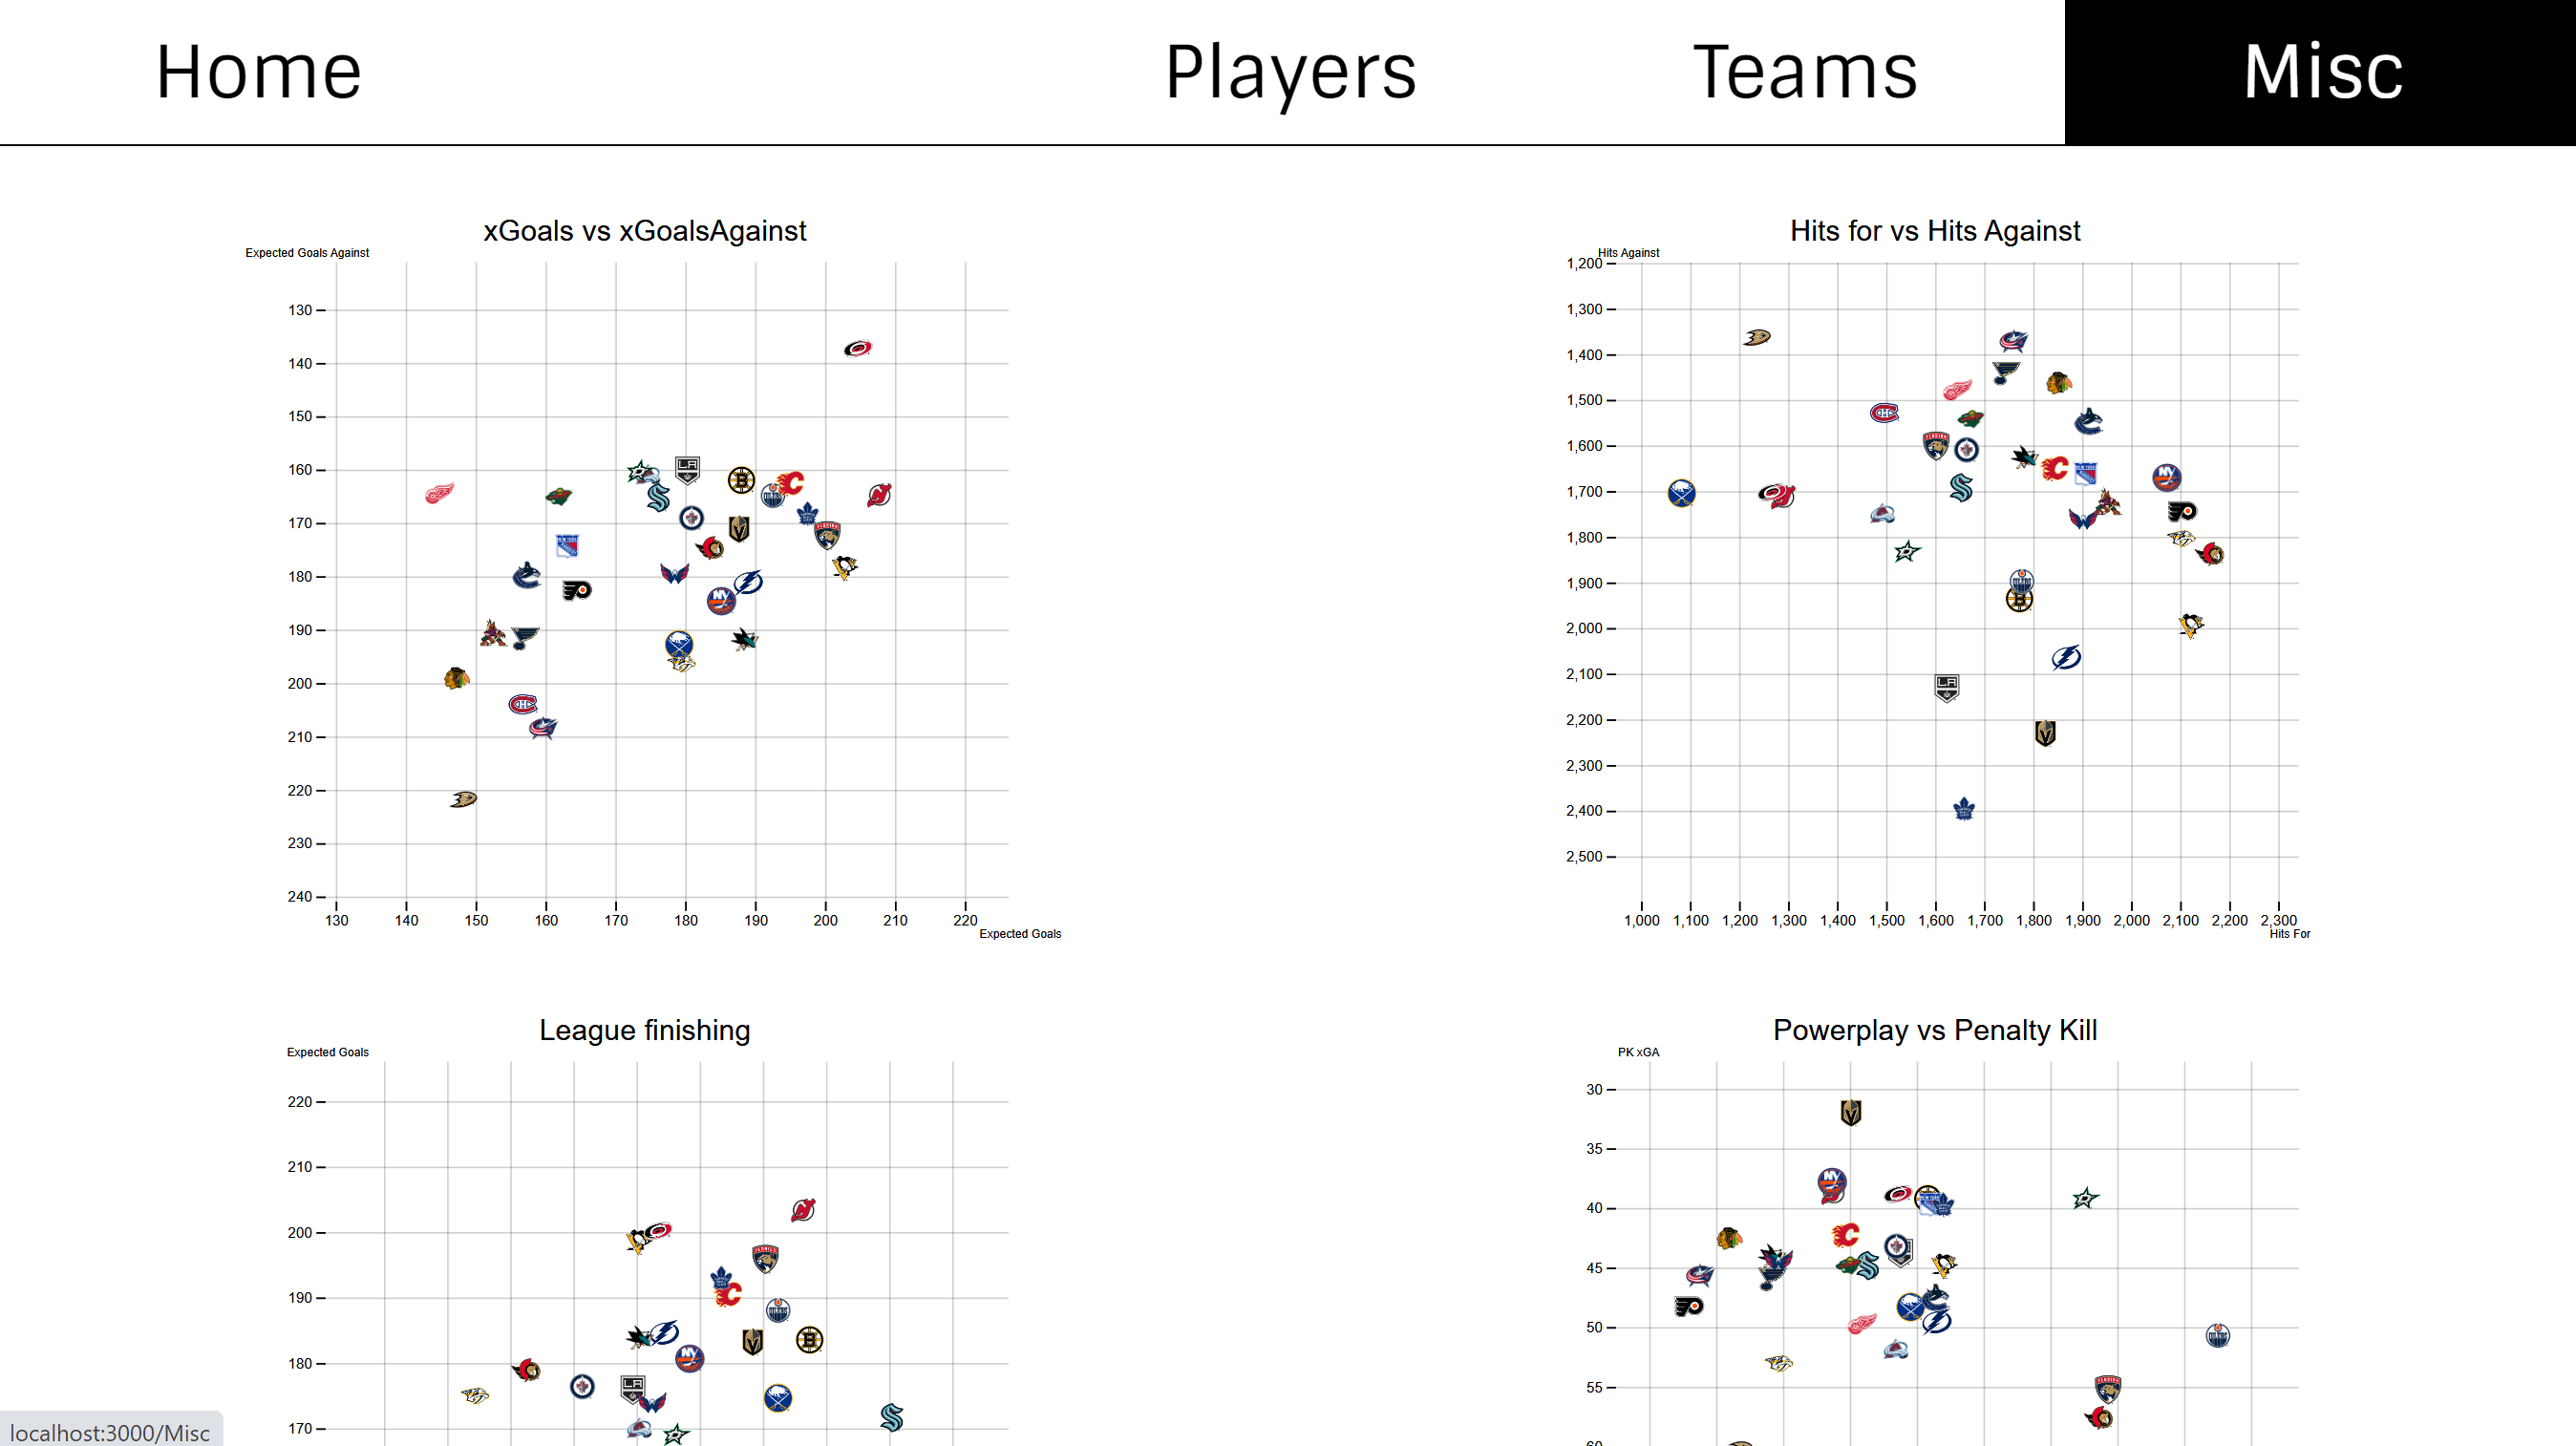 Home
Players
Teams
Misc
xGoals vs xGoalsAgainst
Expected Goals Against
130
140
150
160
170
180
190
200
210
220
230
240
130 140 150 160 170 180 190 200 210 220
Expected Goals
Hits for vs Hits Against
Hits Against
1,200
1,300
1,400
1,500
1,600
1,700
1,800
1,900
2,000
2,100
2,200
2,300
2,400
2,500
1,000 1,100 1,200 1,300 1,400 1,500 1,600 1,700 1,800 1,900 2,000 2,100 2,200 2,300
Hits For
League finishing
Expected Goals
220
210
200
190
180
170
Powerplay vs Penalty Kill
PK xGA
30
35
40
45
50
55
60
localhost:3000/Misc